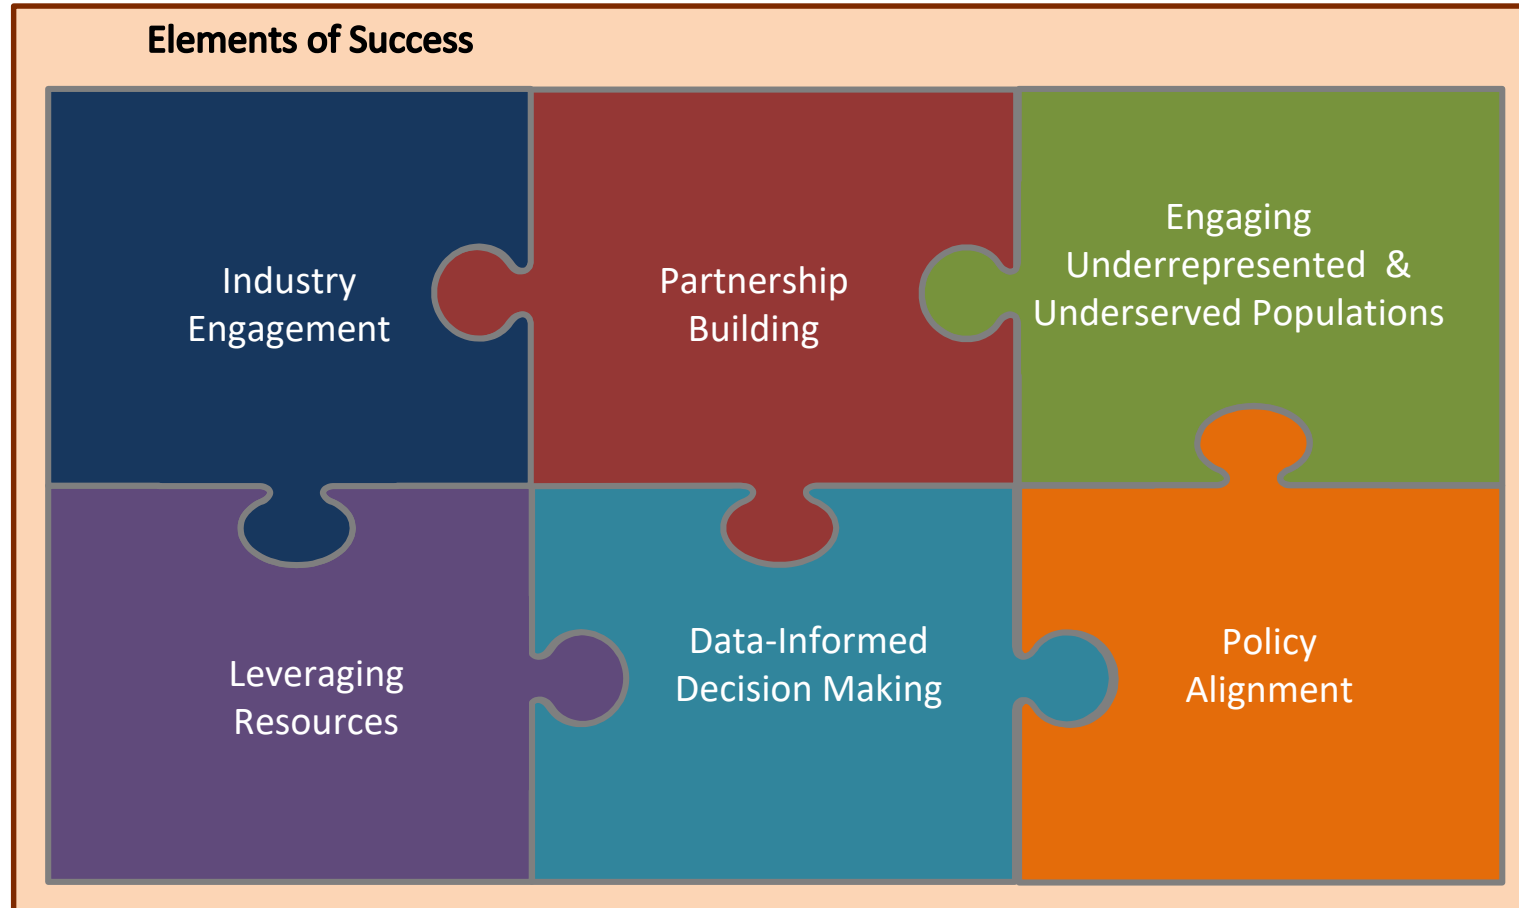 Elements of Success
Industry
Engagement
Partnership
Building
Engaging
Underrepresented &
Underserved Populations
Leveraging
Resources
Data-Informed
Decision Making
Policy
Alignment